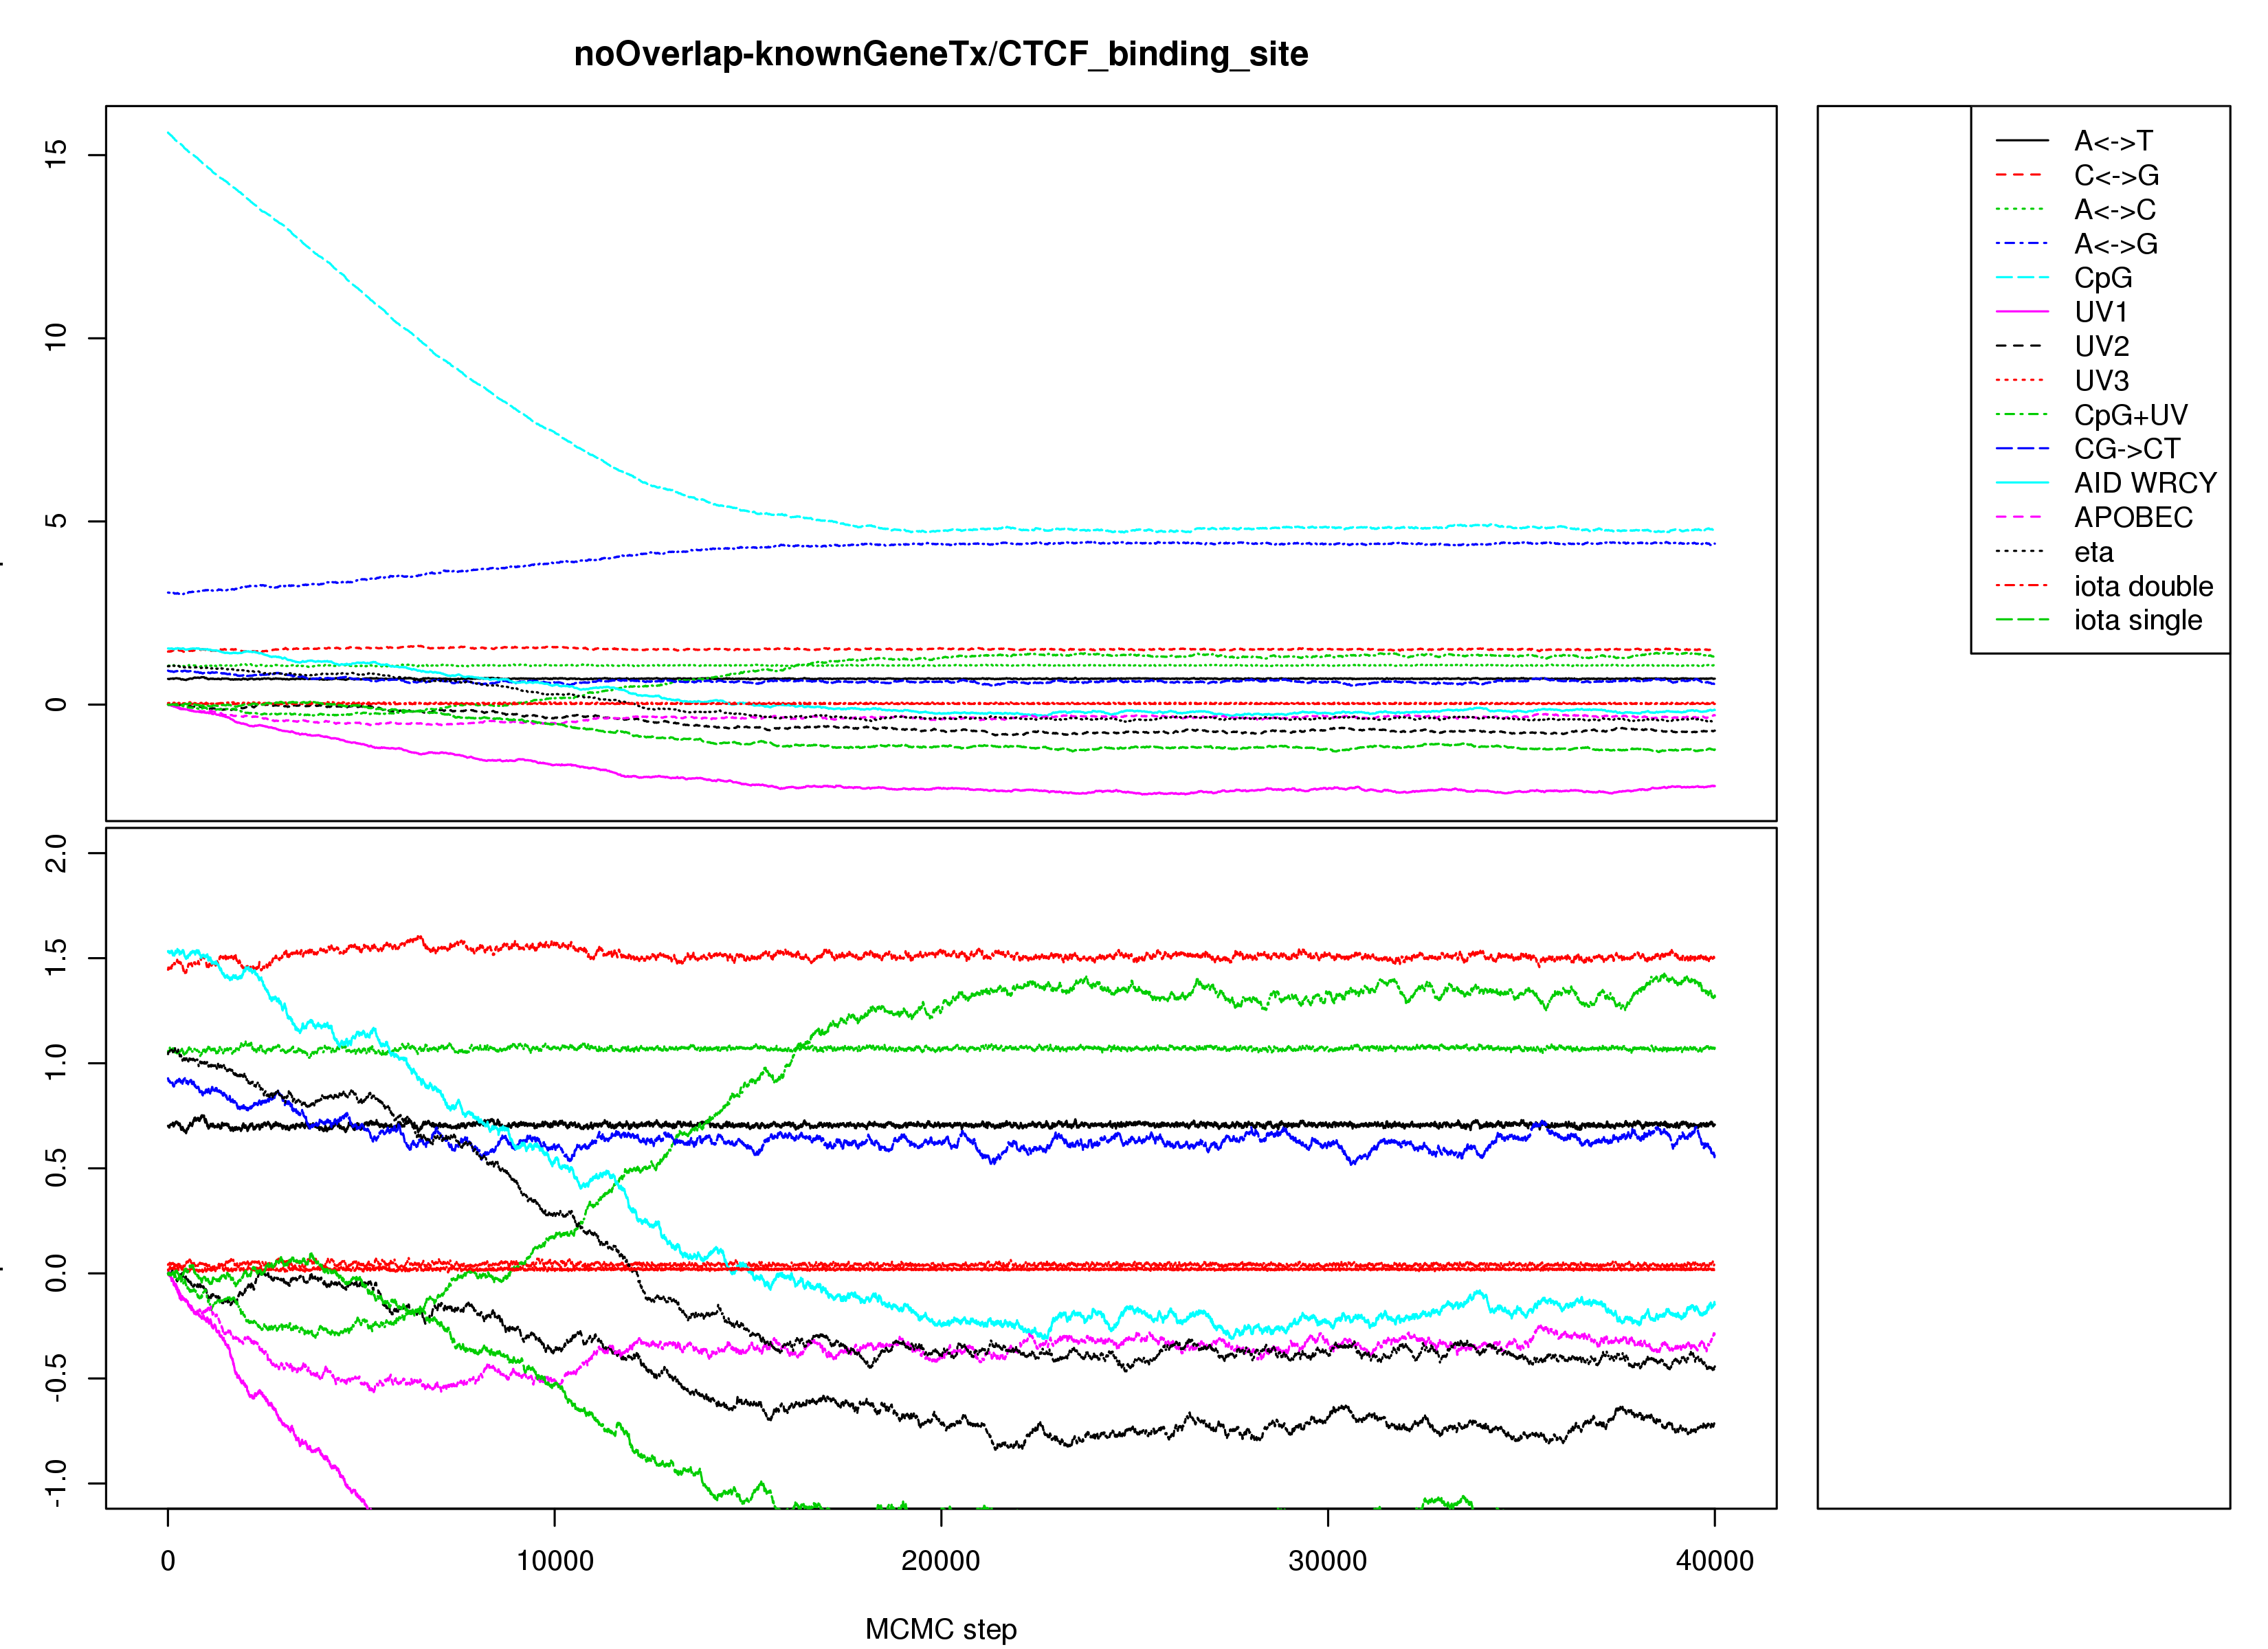 noOverlap-knownGeneTx/CTCF_binding_site
15
10
5
0
2.0
1.5
1.0
0.5
0.0
-0.5
-1.0
0 10000 20000 30000 40000
MCMC step
A<->T
C<->G
A<->C
A<->G
CpG
UV1
UV2
UV3
CpG+UV
CG->CT
AID WRCY
APOBEC
eta
iota double
iota single